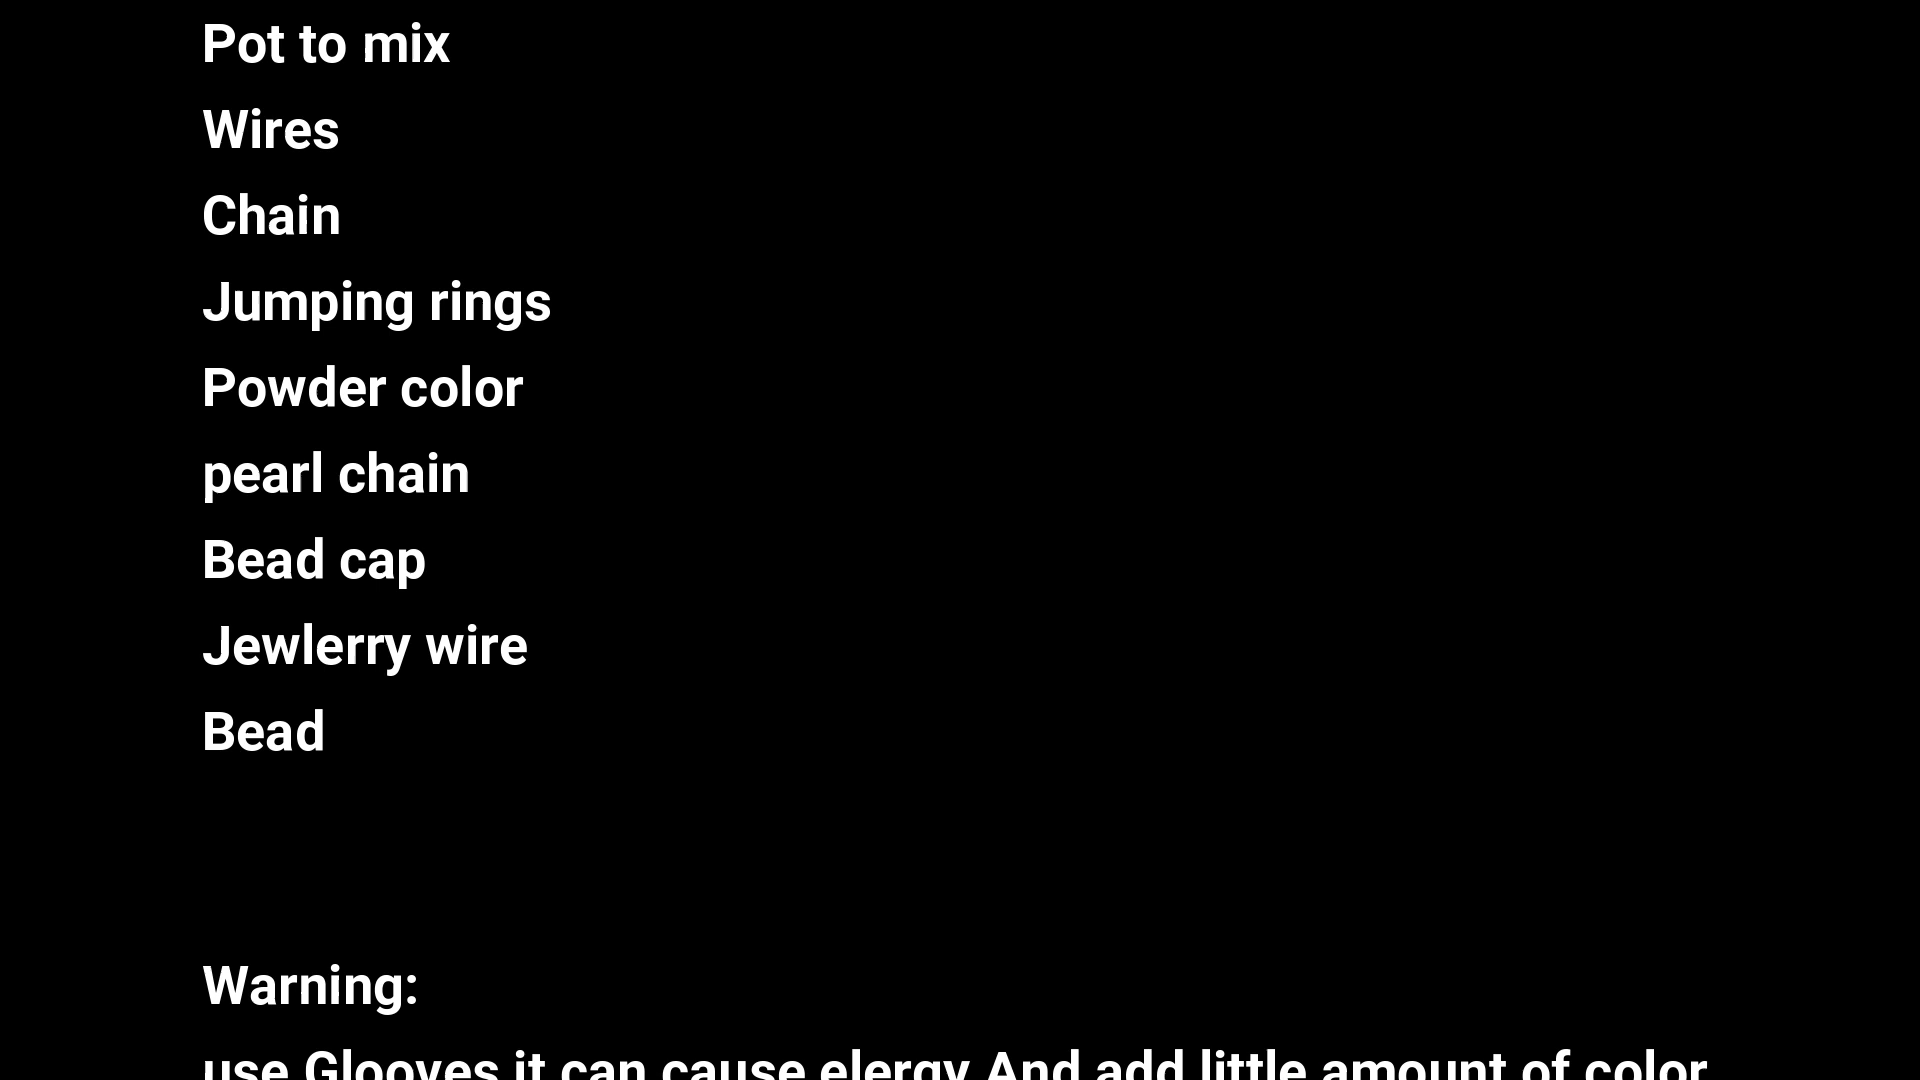 Pot to mix
Wires
Chain
Jumping rings
Powder color
pearl chain
Bead cap
Jewlerry wire
Bead
Warning:
use Glooves it can cause elergy And add little amount of color